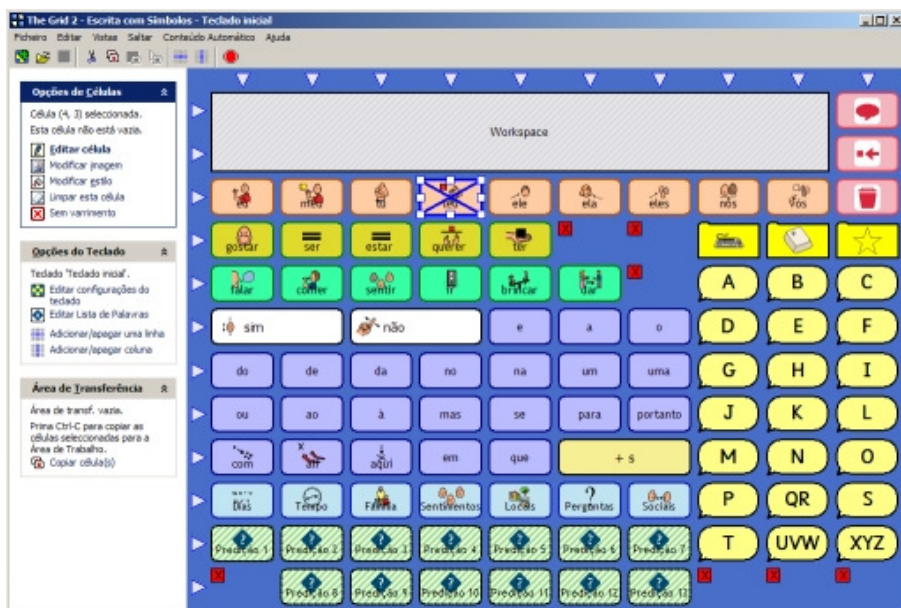 The Grid 2 - Escrita com Símbolos - Teclado inicial
Ficheiro Editar Vistas Saltar Conteúdo Automático Ajuda
Opções de Células
Célula (4, 3) seleccionada.
Esta célula não está vazia.
Editar célula
Modificar imagem
Modificar estilo
Limpar esta célula
Sem varrimento
Opções do Teclado
Teclado 'Teclado inicial'.
Editar configurações do
teclado
Editar Lista de Palavras
Adicionar/apagar uma linha
Adicionar/apagar coluna
Área de Transferência
Área de transf. vazia.
Prima Ctrl-C para copiar as
células seleccionadas para a
Área de Trabalho.
Copiar célula(s)
Workspace
eu meu tu teu ele ela eles nós vós
gostar ser estar querer ter
falar comer sentir ir brincar dar A B C
sim não e a o D E F
do de da no na um uma G H I
ou ao à mas se para portanto J K L
com ali aqui em que + s M N O
Dias Tempo Família Sentimentos Locais Perguntas Sociais P QR S
Predição 1 Predição 2 Predição 3 Predição 4 Predição 5 Predição 6 Predição 7 T UVW XYZ
Predição 8 Predição 9 Predição 10 Predição 11 Predição 12 Predição 13